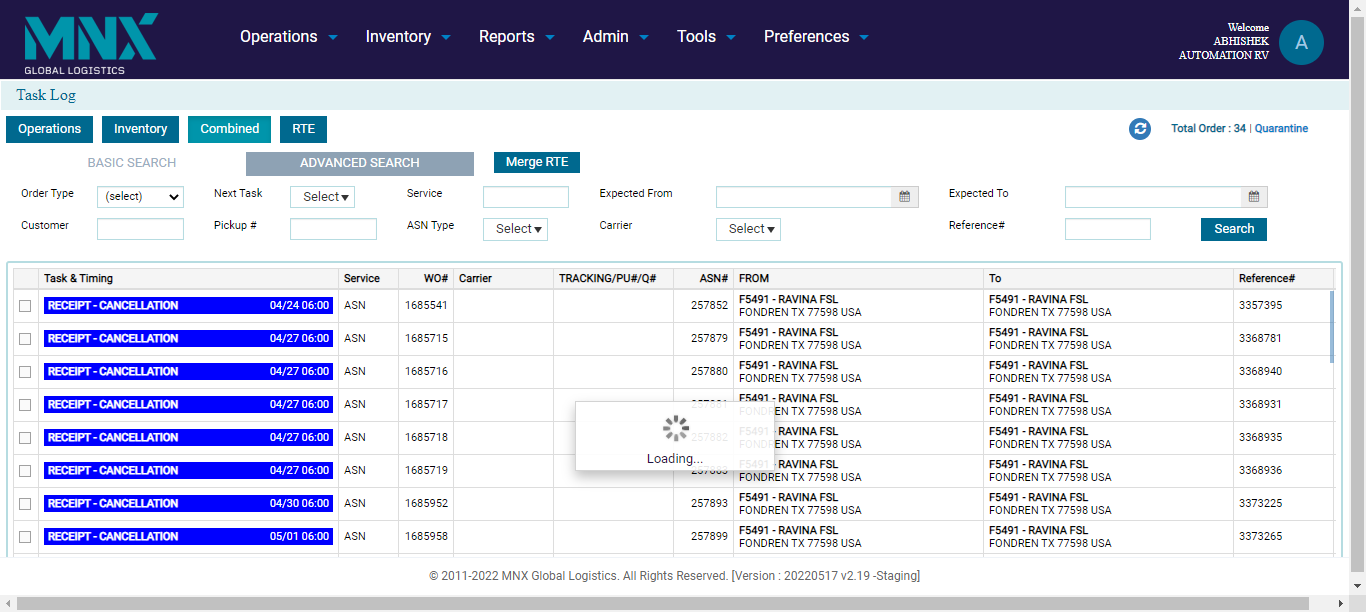 MNX
GLOBAL LOGISTICS
Operations Inventory Reports Admin Tools Preferences
Welcome
ABHISHEK
AUTOMATION RV
A
Task Log
Operations Inventory Combined RTE
Total Order : 34 | Quarantine
BASIC SEARCH ADVANCED SEARCH Merge RTE
Order Type (select) Next Task Select Service Expected From Expected To
Customer Pickup # ASN Type Select Carrier Select Reference# Search
Task & Timing Service WO# Carrier TRACKING/PU#/Q# ASN# FROM To Reference#
RECEIPT - CANCELLATION 04/24 06:00 ASN 1685541 257852 F5491 - RAVINA FSL F5491 - RAVINA FSL 3357395
FONDREN TX 77598 USA FONDREN TX 77598 USA
RECEIPT - CANCELLATION 04/27 06:00 ASN 1685715 257879 F5491 - RAVINA FSL F5491 - RAVINA FSL 3368781
FONDREN TX 77598 USA FONDREN TX 77598 USA
RECEIPT - CANCELLATION 04/27 06:00 ASN 1685716 257880 F5491 - RAVINA FSL F5491 - RAVINA FSL 3368940
FONDREN TX 77598 USA FONDREN TX 77598 USA
RECEIPT - CANCELLATION 04/27 06:00 ASN 1685717 F5491 - RAVINA FSL F5491 - RAVINA FSL 3368931
FONDREN TX 77598 USA FONDREN TX 77598 USA
RECEIPT - CANCELLATION 04/27 06:00 ASN 1685718 257882 F5491 - RAVINA FSL F5491 - RAVINA FSL 3368935
FONDREN TX 77598 USA FONDREN TX 77598 USA
Loading...
RECEIPT - CANCELLATION 04/27 06:00 ASN 1685719 F5491 - RAVINA FSL F5491 - RAVINA FSL 3368936
FONDREN TX 77598 USA FONDREN TX 77598 USA
RECEIPT - CANCELLATION 04/30 06:00 ASN 1685952 257893 F5491 - RAVINA FSL F5491 - RAVINA FSL 3373225
FONDREN TX 77598 USA FONDREN TX 77598 USA
RECEIPT - CANCELLATION 05/01 06:00 ASN 1685958 257899 F5491 - RAVINA FSL F5491 - RAVINA FSL 3373265
FONDREN TX 77598 USA FONDREN TX 77598 USA
© 2011-2022 MNX Global Logistics. All Rights Reserved. [Version : 20220517 v2.19 -Staging]